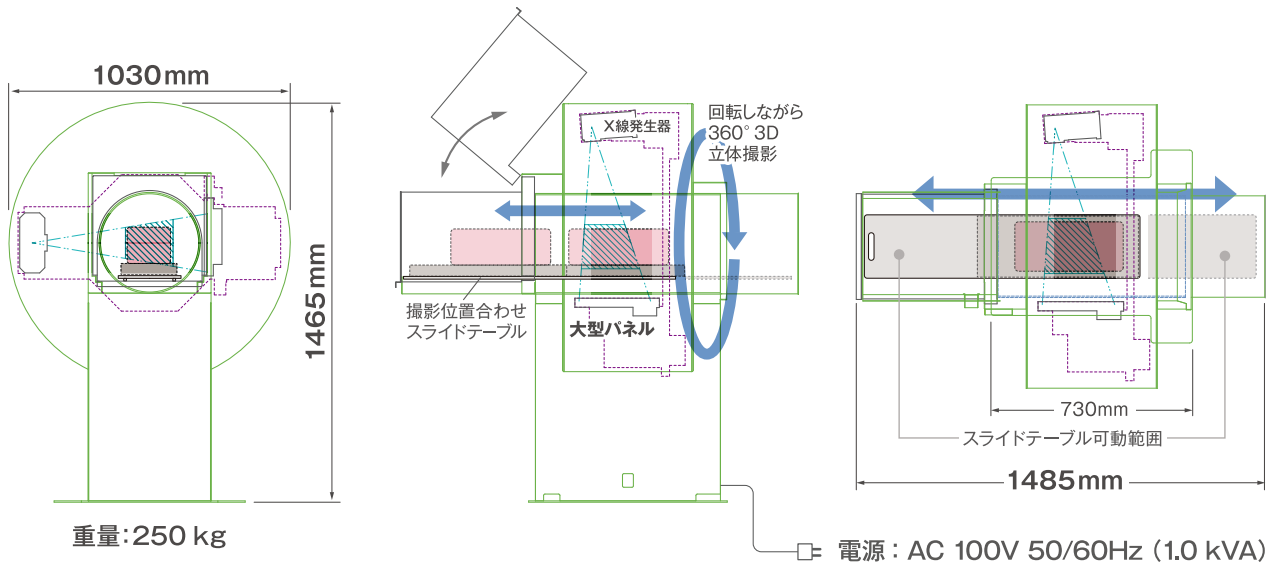 1030mm
1465mm
重量:250 kg
X線発生器
回転しながら
360° 3D
立体撮影
撮影位置合わせ
スライドテーブル
大型パネル
730mm
スライドテーブル可動範囲
1485mm
電源：AC 100V 50/60Hz (1.0 kVA)